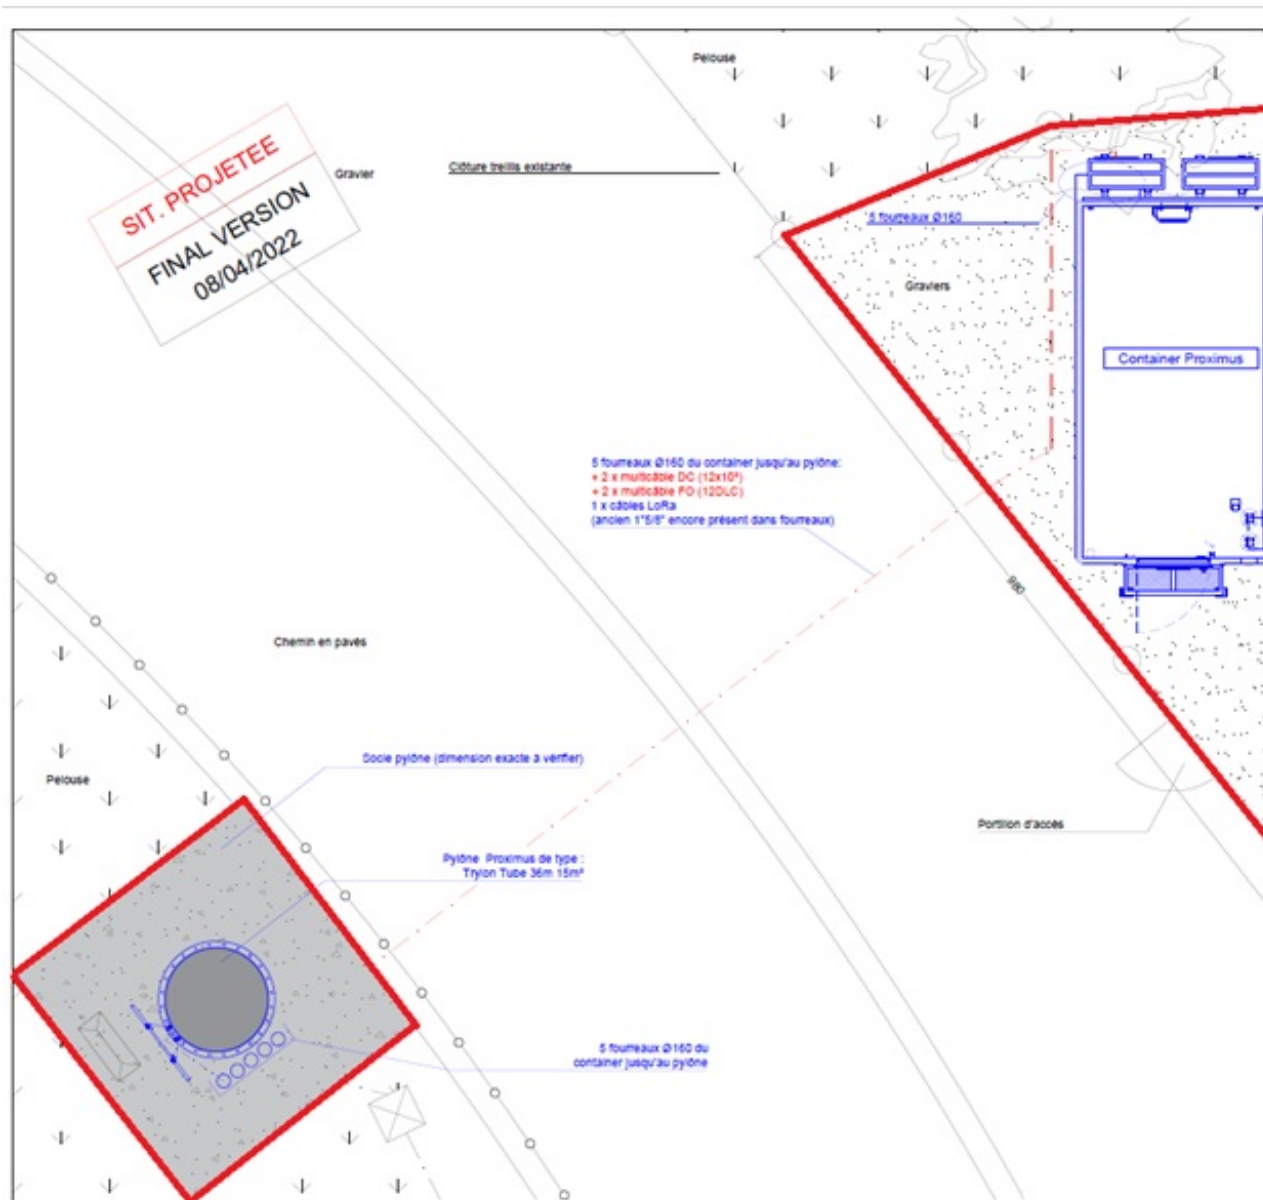 Pelouse
SIT. PROJETEE
FINAL VERSION
08/04/2022
Gravier
Clôture treillis existante
5 fourreaux Ø160
Graviers
Container Proximus
5 fourreaux Ø160 du container jusqu'au pylône:
+ 2 x multicâble DC (12x10²)
+ 2 x multicâble FO (12DLC)
1 x câbles LoRa
(ancien 1"5/8" encore présent dans fourreaux)
980
Chemin en pavés
Socle pylône (dimension exacte à vérifier)
Pelouse
Portillon d'accès
Pylône Proximus de type :
Trylon Tube 36m 15m²
5 fourreaux Ø160 du
container jusqu'au pylône